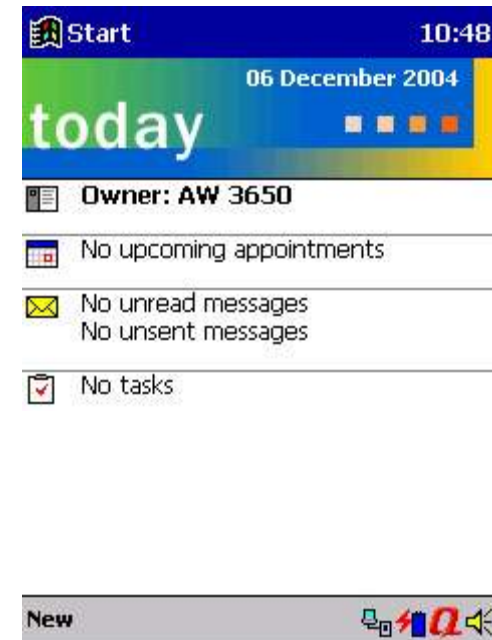 Start 10:48
06 December 2004
today
Owner: AW 3650
No upcoming appointments
No unread messages
No unsent messages
No tasks
New